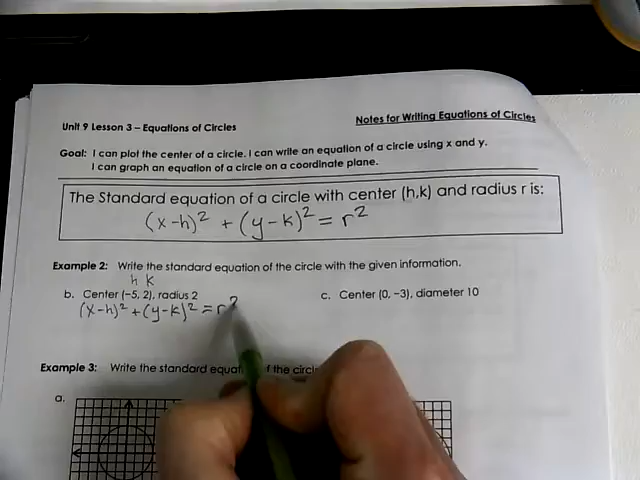 Unit 9 Lesson 3 – Equations of Circles
Notes for Writing Equations of Circles
Goal: I can plot the center of a circle. I can write an equation of a circle using x and y.
I can graph an equation of a circle on a coordinate plane.
The Standard equation of a circle with center (h,k) and radius r is:
(x-h)² + (y-k)² = r²
Example 2: Write the standard equation of the circle with the given information.
h k
b. Center (–5, 2), radius 2
c. Center (0, –3), diameter 10
(x-h)² + (y-k)² = r²
Example 3: Write the standard equat f the circl
a.